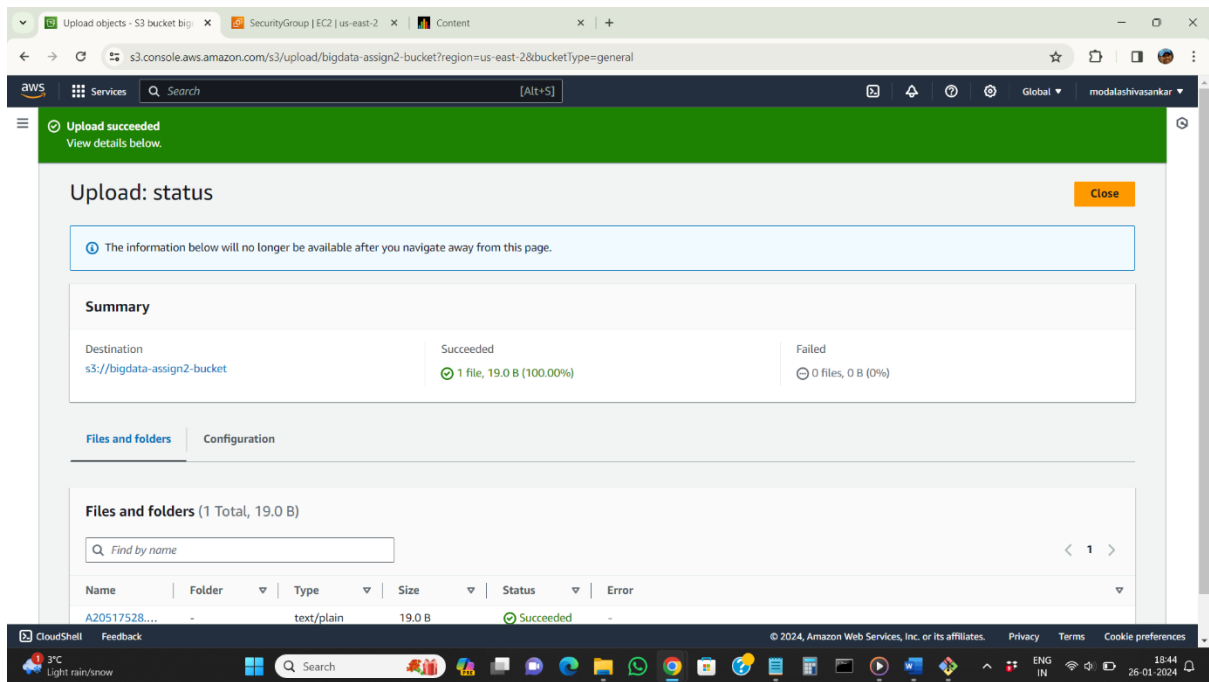 Upload objects - S3 bucket big
SecurityGroup | EC2 | us-east-2
Content
s3.console.aws.amazon.com/s3/upload/bigdata-assign2-bucket?region=us-east-2&bucketType=general
aws
Services
Search
[Alt+S]
Global
modalashivasankar
Upload succeeded
View details below.
Upload: status
Close
The information below will no longer be available after you navigate away from this page.
Summary
Destination
Succeeded
Failed
s3://bigdata-assign2-bucket
1 file, 19.0 B (100.00%)
0 files, 0 B (0%)
Files and folders
Configuration
Files and folders (1 Total, 19.0 B)
Find by name
1
Name Folder Type Size Status Error
A20517528.... - text/plain 19.0 B Succeeded -
CloudShell Feedback
© 2024, Amazon Web Services, Inc. or its affiliates. Privacy Terms Cookie preferences
1
3°C
Light rain/snow
Search
ENG
IN
18:44
26-01-2024